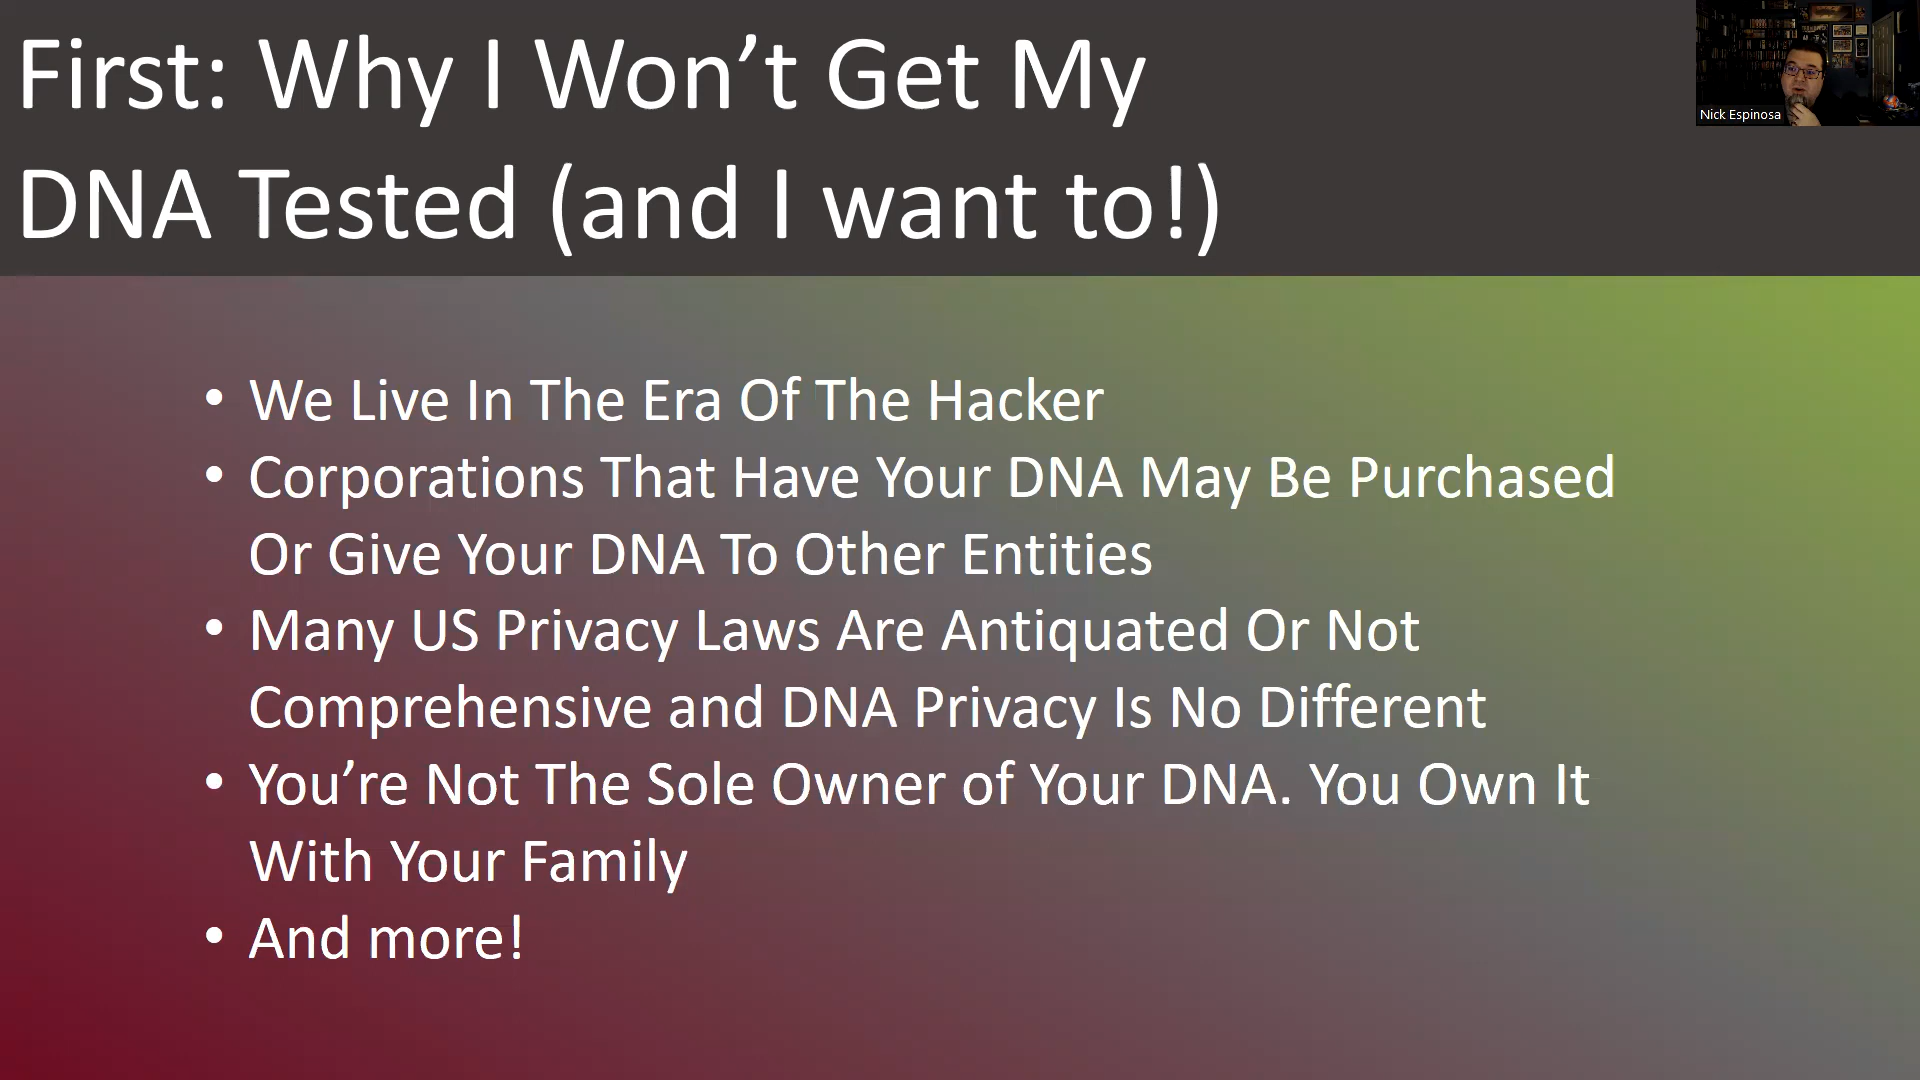 First: Why I Won’t Get My
DNA Tested (and I want to!)
Nick Espinosa
• We Live In The Era Of The Hacker
• Corporations That Have Your DNA May Be Purchased
Or Give Your DNA To Other Entities
• Many US Privacy Laws Are Antiquated Or Not
Comprehensive and DNA Privacy Is No Different
• You’re Not The Sole Owner of Your DNA. You Own It
With Your Family
• And more!